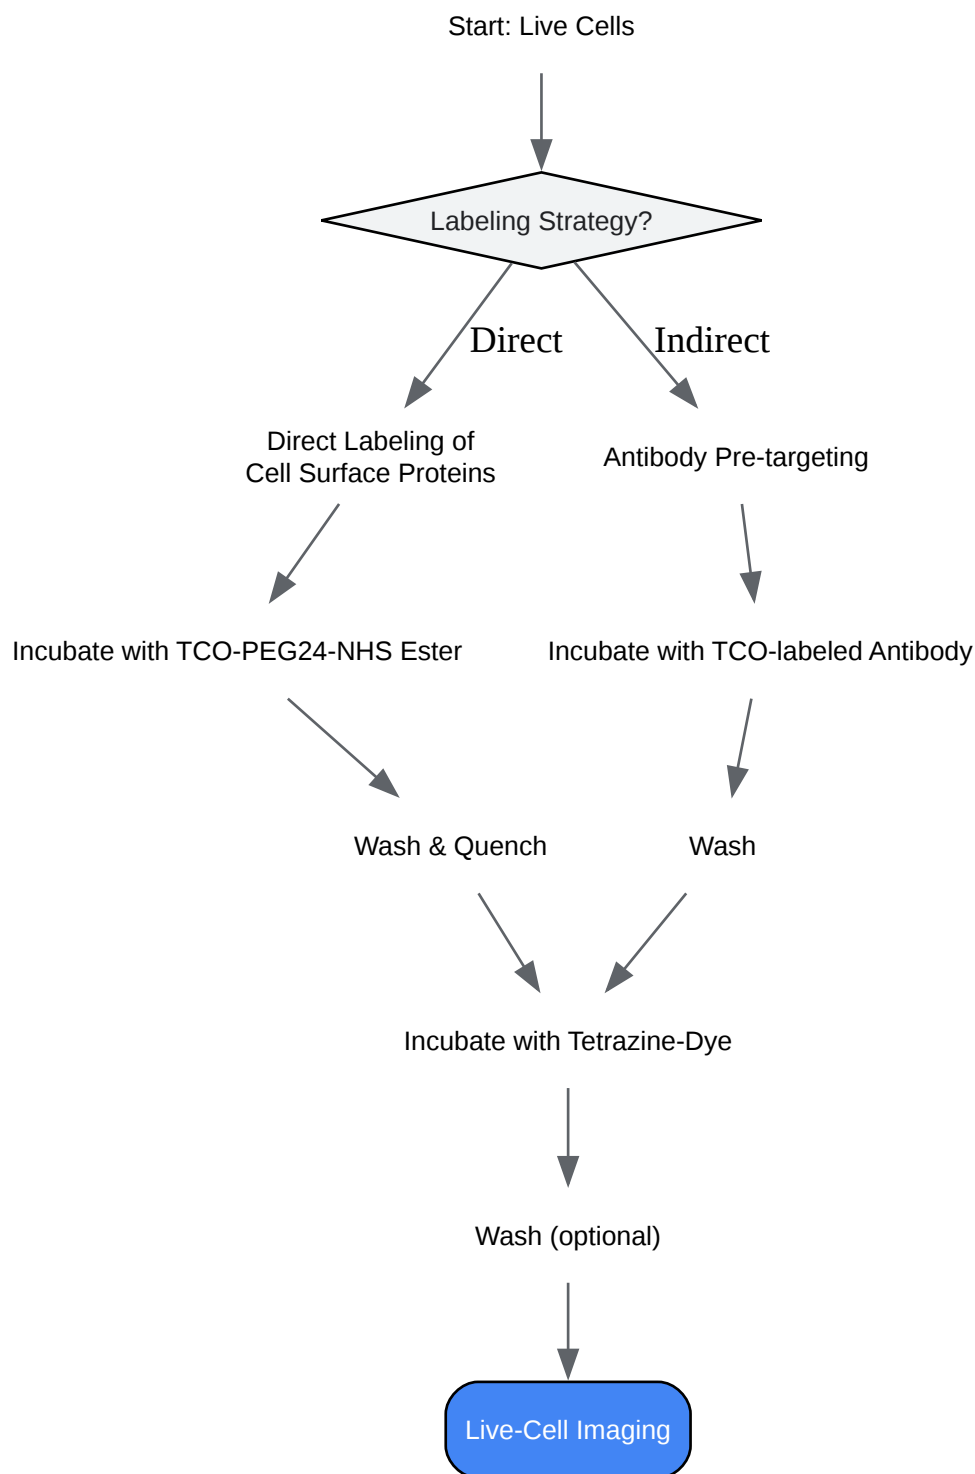 Start: Live Cells
Labeling Strategy?
Direct
Indirect
Direct Labeling of
Cell Surface Proteins
Antibody Pre-targeting
Incubate with TCO-PEG24-NHS Ester
Incubate with TCO-labeled Antibody
Wash & Quench
Wash
Incubate with Tetrazine-Dye
Wash (optional)
Live-Cell Imaging